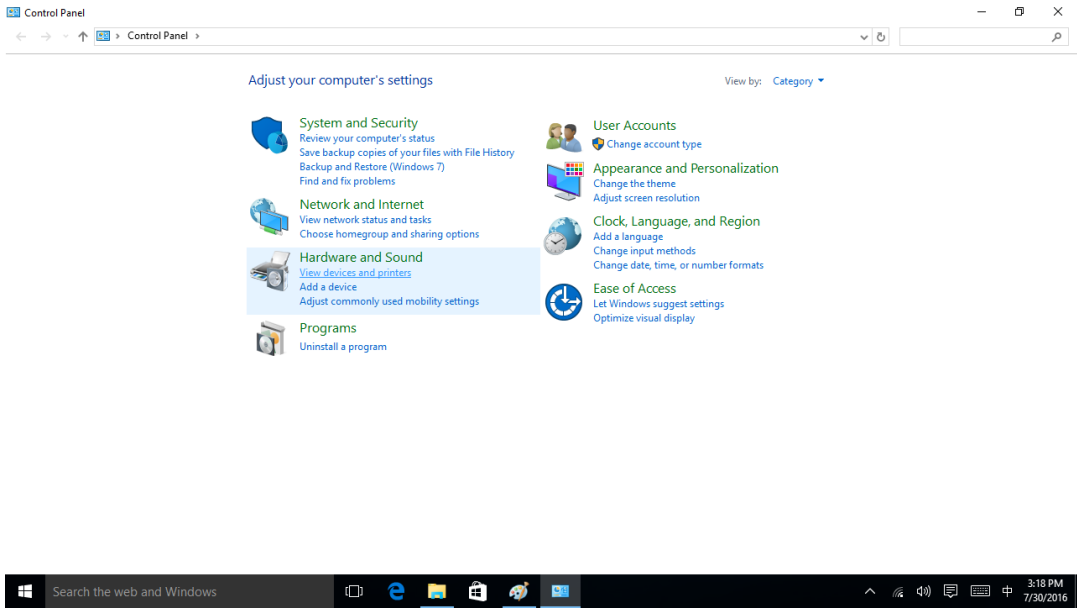 Control Panel
Control Panel
Adjust your computer's settings
View by: Category
System and Security
Review your computer's status
Save backup copies of your files with File History
Backup and Restore (Windows 7)
Find and fix problems
Network and Internet
View network status and tasks
Choose homegroup and sharing options
Hardware and Sound
View devices and printers
Add a device
Adjust commonly used mobility settings
Programs
Uninstall a program
User Accounts
Change account type
Appearance and Personalization
Change the theme
Adjust screen resolution
Clock, Language, and Region
Add a language
Change input methods
Change date, time, or number formats
Ease of Access
Let Windows suggest settings
Optimize visual display
Search the web and Windows
中
3:18 PM
7/30/2016